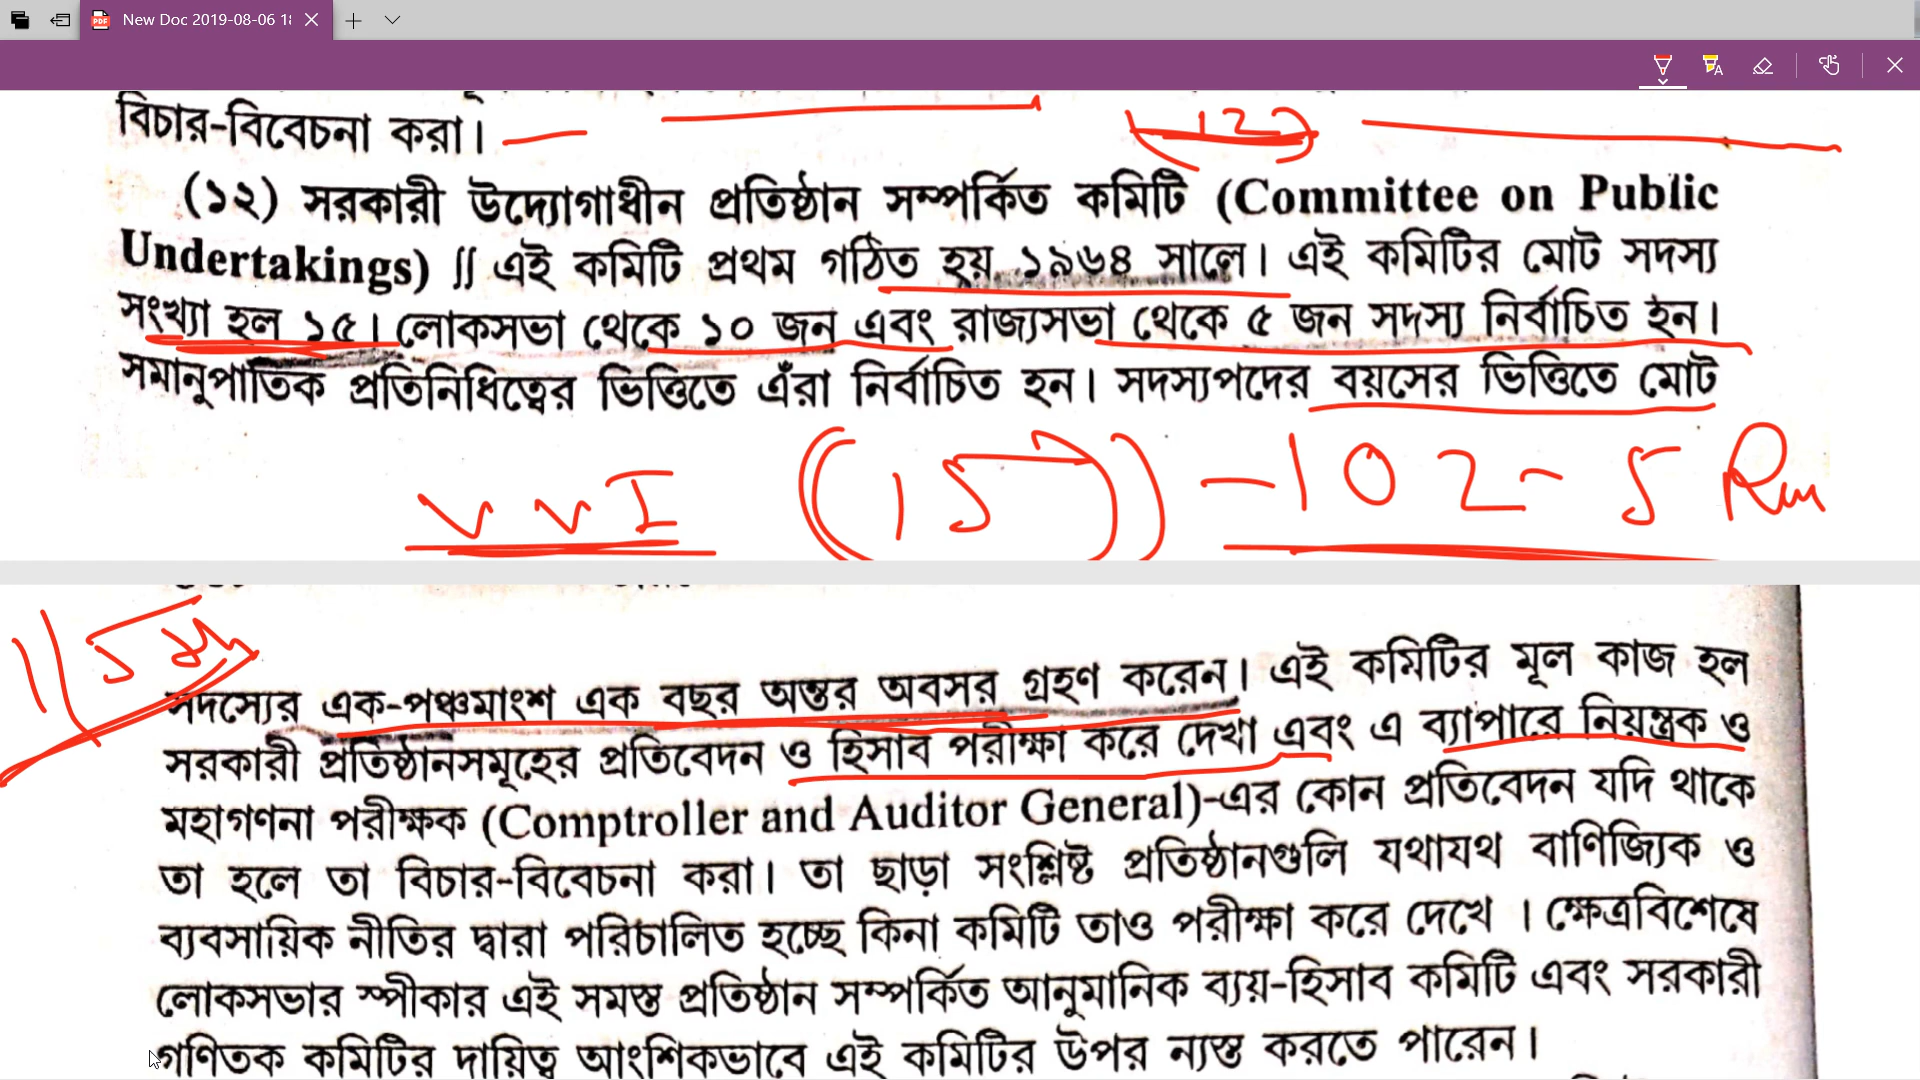 New Doc 2019-08-06 18
বিচার-বিবেচনা করা।
(12)
(১২) সরকারী উদ্যোগাধীন প্রতিষ্ঠান সম্পর্কিত কমিটি (Committee on Public
Undertakings) || এই কমিটি প্রথম গঠিত হয় ১৯৬৪ সালে। এই কমিটির মোট সদস্য
সংখ্যা হল ১৫। লোকসভা থেকে ১০ জন এবং রাজ্যসভা থেকে ৫ জন সদস্য নির্বাচিত হন।
সমানুপাতিক প্রতিনিধিত্বের ভিত্তিতে এঁরা নির্বাচিত হন। সদস্যপদের বয়সের ভিত্তিতে মোট
VVI (15) - 10 2 - 5
1/5
সদস্যের এক-পঞ্চমাংশ এক বছর অন্তর অবসর গ্রহণ করেন। এই কমিটির মূল কাজ হল
সরকারী প্রতিষ্ঠানসমূহের প্রতিবেদন ও হিসাব পরীক্ষা করে দেখা এবং এ ব্যাপারে নিয়ন্ত্রক ও
মহাগণনা পরীক্ষক (Comptroller and Auditor General)-এর কোন প্রতিবেদন যদি থাকে
তা হলে তা বিচার-বিবেচনা করা। তা ছাড়া সংশ্লিষ্ট প্রতিষ্ঠানগুলি যথাযথ বাণিজ্যিক ও
ব্যবসায়িক নীতির দ্বারা পরিচালিত হচ্ছে কিনা কমিটি তাও পরীক্ষা করে দেখে । ক্ষেত্রবিশেষে
লোকসভার স্পীকার এই সমস্ত প্রতিষ্ঠান সম্পর্কিত আনুমানিক ব্যয়-হিসাব কমিটি এবং সরকারী
গণিতক কমিটির দায়িত্ব আংশিকভাবে এই কমিটির উপর ন্যস্ত করতে পারেন।